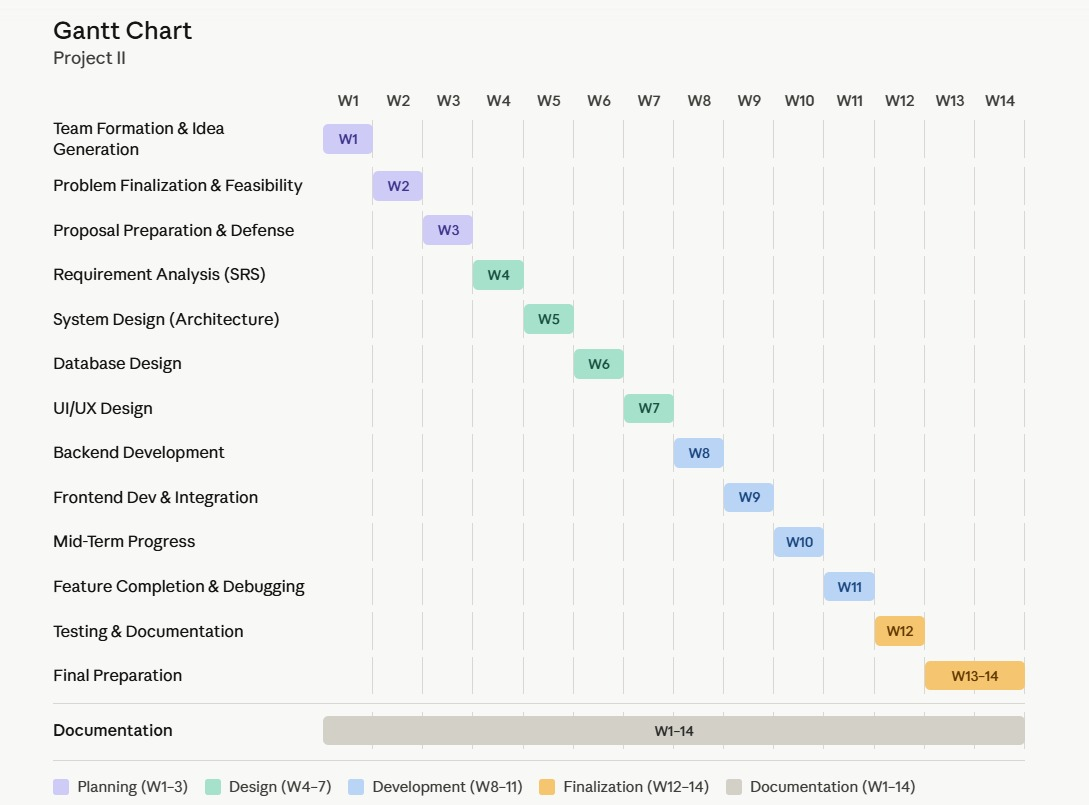 Gantt Chart
Project II
W1 W2 W3 W4 W5 W6 W7 W8 W9 W10 W11 W12 W13 W14
Team Formation & Idea
Generation
W1
Problem Finalization & Feasibility W2
Proposal Preparation & Defense W3
Requirement Analysis (SRS) W4
System Design (Architecture) W5
Database Design W6
UI/UX Design W7
Backend Development W8
Frontend Dev & Integration W9
Mid-Term Progress W10
Feature Completion & Debugging W11
Testing & Documentation W12
Final Preparation W13–14
Documentation W1–14
Planning (W1–3) Design (W4–7) Development (W8–11) Finalization (W12–14) Documentation (W1–14)